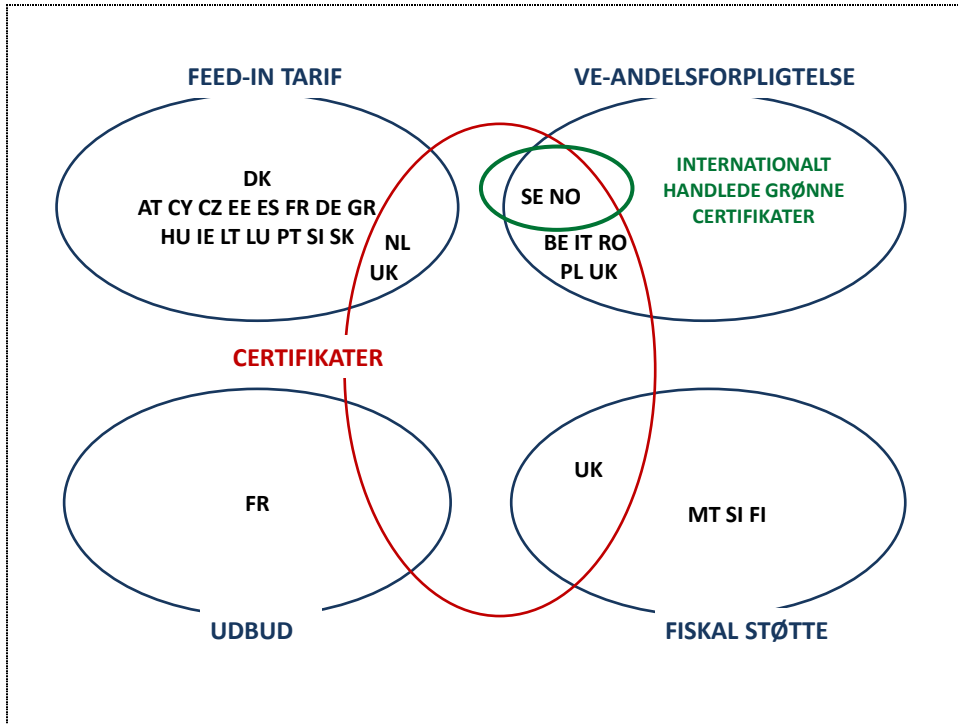 FEED-IN TARIF
VE-ANDELSFORPLIGTELSE
DK
AT CY CZ EE ES FR DE GR
HU IE LT LU PT SI SK
NL
UK
SE NO
BE IT RO
PL UK
INTERNATIONALT
HANDLEDE GRØNNE
CERTIFIKATER
CERTIFIKATER
FR
UK
MT SI FI
UDBUD
FISKAL STØTTE